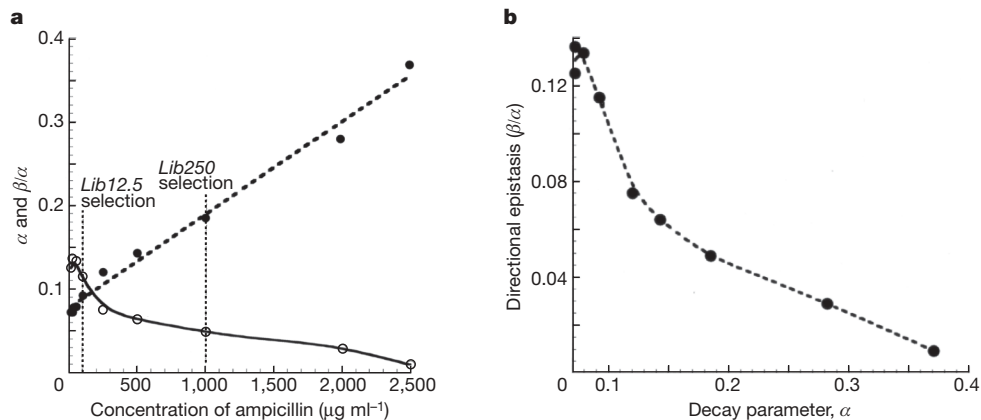 a
0.4
0.3
0.2
0.1
0
α and β/α
Lib12.5
selection
Lib250
selection
0 500 1,000 1,500 2,000 2,500
Concentration of ampicillin (μg ml⁻¹)
b
0.12
0.08
0.04
Directional epistasis (β/α)
0 0.1 0.2 0.3 0.4
Decay parameter, α